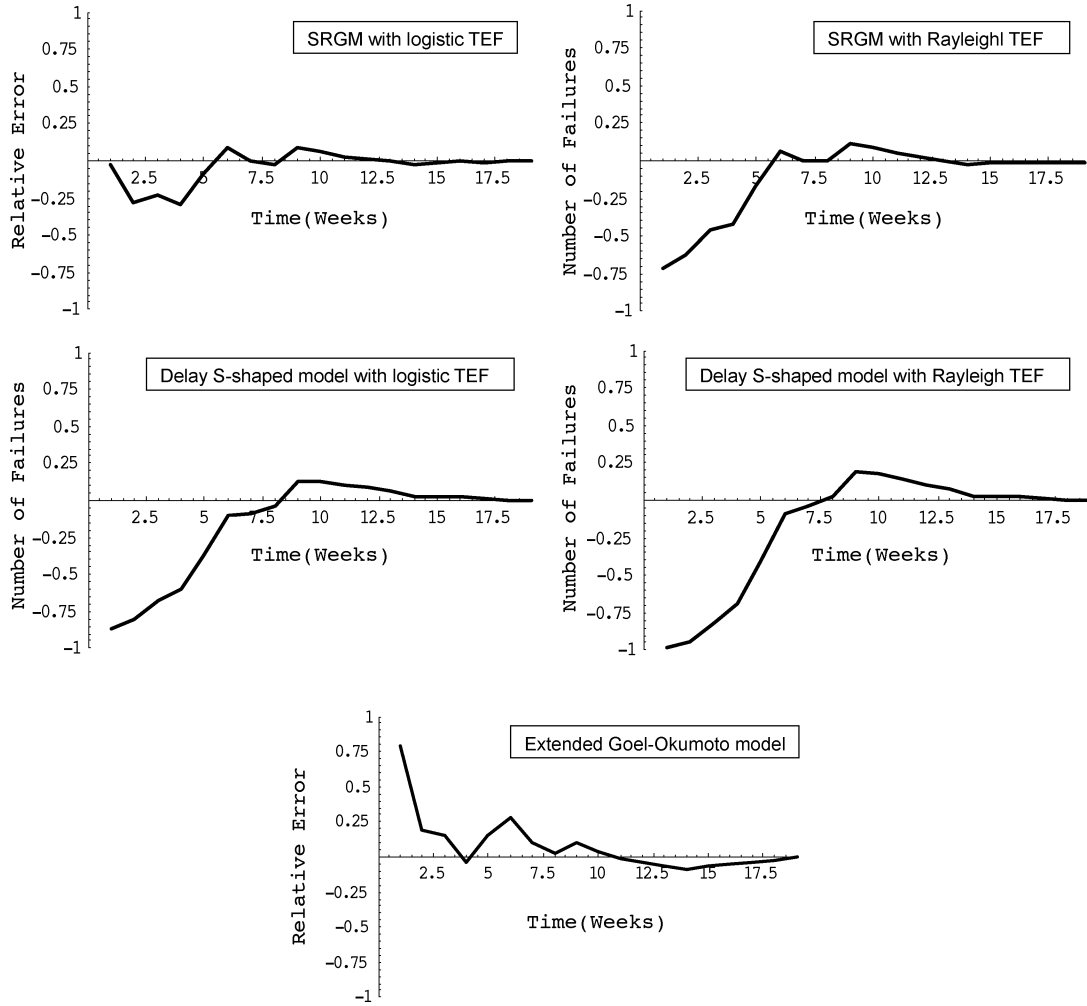 SRGM with logistic TEF
Relative Error
1
0.75
0.5
0.25
-0.25
-0.5
-0.75
-1
2.5 5 7.5 10 12.5 15 17.5
Time(Weeks)
SRGM with Rayleighl TEF
Number of Failures
1
0.75
0.5
0.25
-0.25
-0.5
-0.75
-1
2.5 5 7.5 10 12.5 15 17.5
Time(Weeks)
Delay S-shaped model with logistic TEF
Number of Failures
1
0.75
0.5
0.25
-0.25
-0.5
-0.75
-1
2.5 5 7.5 10 12.5 15 17.5
Time(Weeks)
Delay S-shaped model with Rayleigh TEF
Number of Failures
1
0.75
0.5
0.25
-0.25
-0.5
-0.75
-1
2.5 5 7.5 10 12.5 15 17.5
Time(Weeks)
Extended Goel-Okumoto model
Relative Error
1
0.75
0.5
0.25
-0.25
-0.5
-0.75
-1
2.5 5 7.5 10 12.5 15 17.5
Time(Weeks)